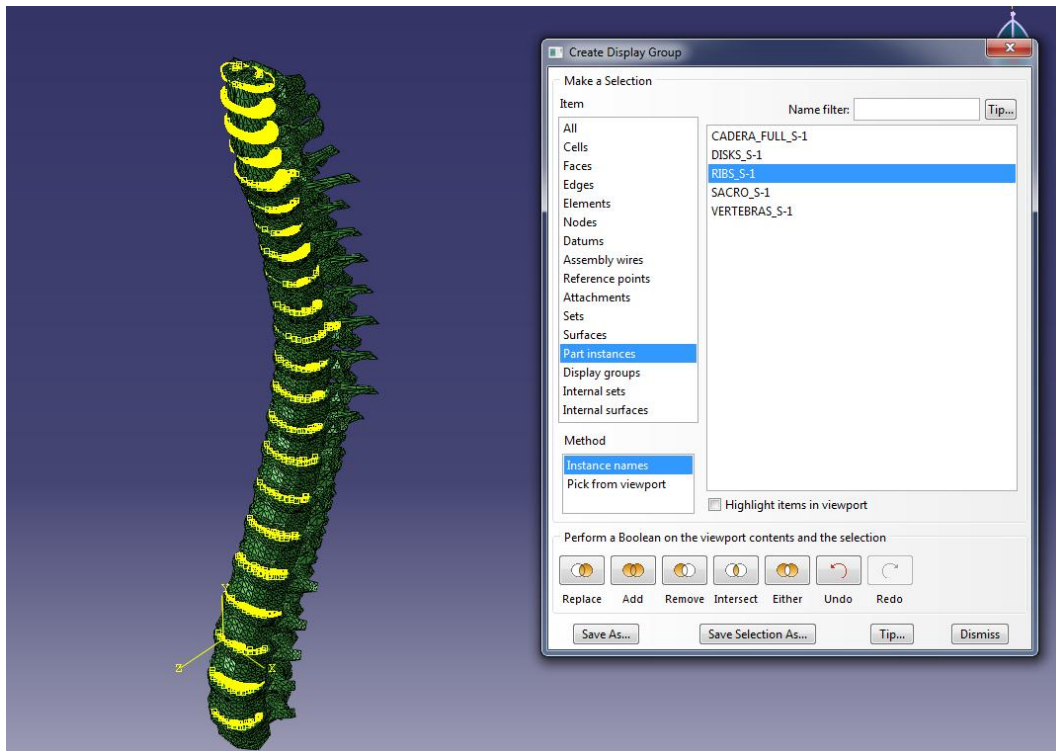 Create Display Group
Make a Selection
Item
Name filter:
Tip...
All
Cells
Faces
Edges
Elements
Nodes
Datums
Assembly wires
Reference points
Attachments
Sets
Surfaces
Part instances
Display groups
Internal sets
Internal surfaces
CADERA_FULL_S-1
DISKS_S-1
RIBS_S-1
SACRO_S-1
VERTEBRAS_S-1
Method
Instance names
Pick from viewport
Highlight items in viewport
Perform a Boolean on the viewport contents and the selection
Replace Add Remove Intersect Either Undo Redo
Save As... Save Selection As... Tip... Dismiss
Y
Z
X